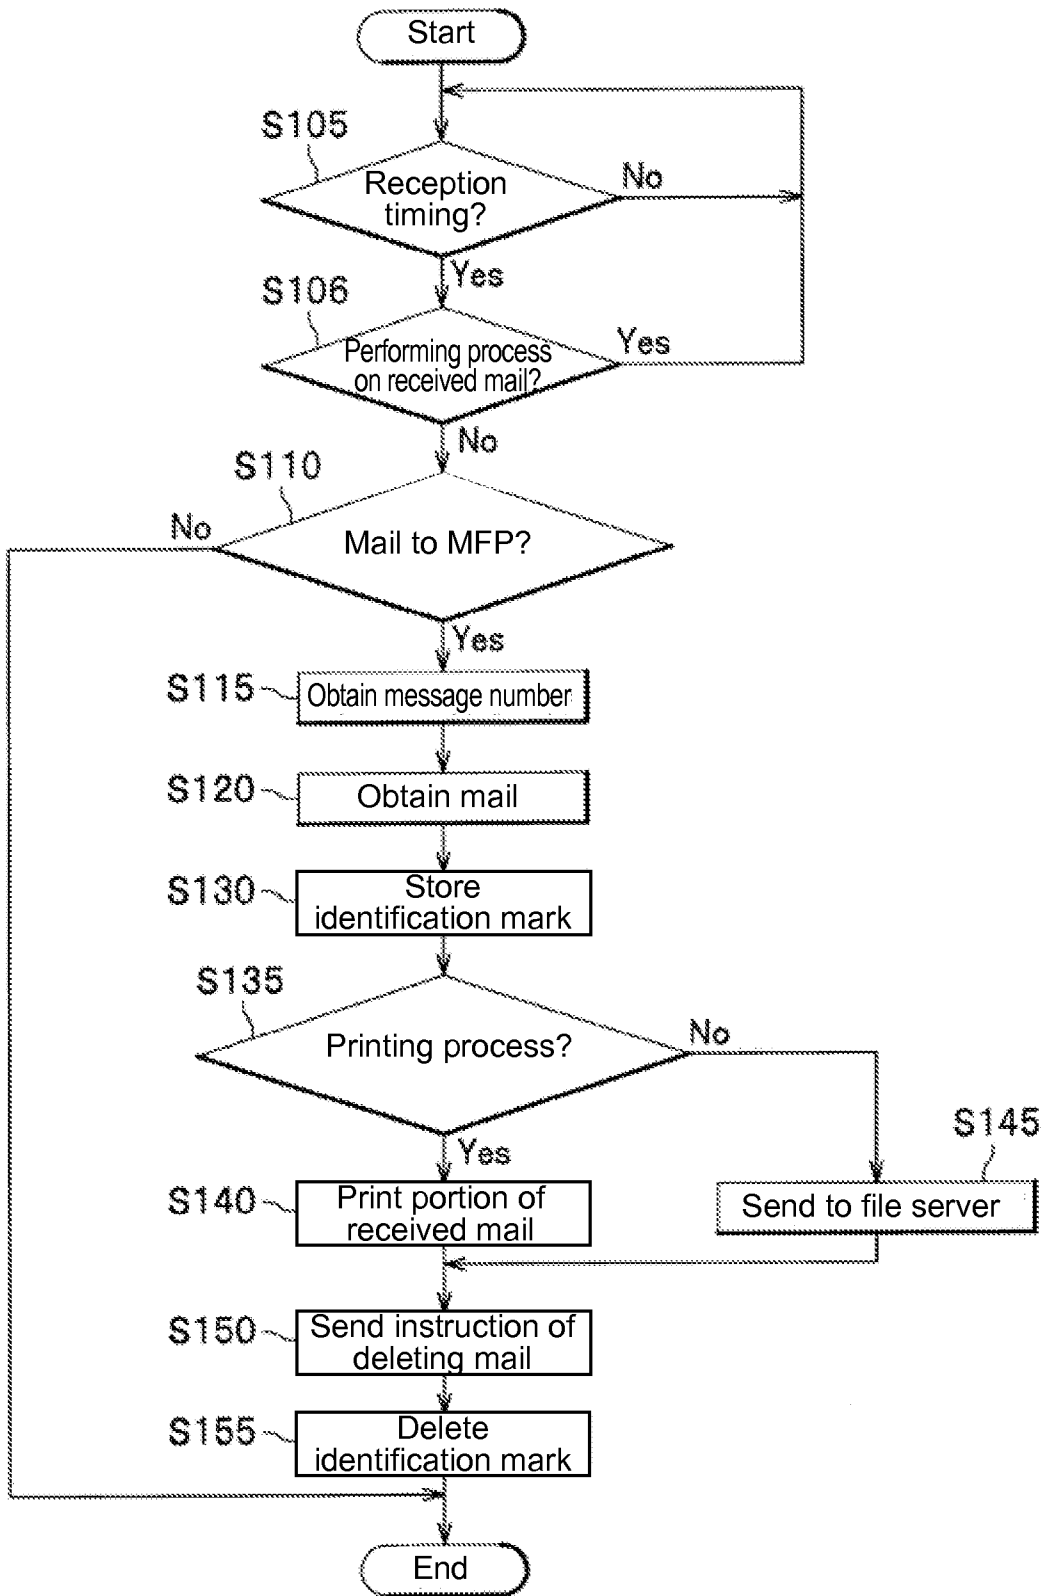 Start
S105
Reception
timing?
No
Yes
S106
Performing process
on received mail?
Yes
No
S110
No
Mail to MFP?
Yes
S115
Obtain message number
S120
Obtain mail
S130
Store
identification mark
S135
Printing process?
No
Yes
S145
S140
Print portion of
received mail
Send to file server
S150
Send instruction of
deleting mail
S155
Delete
identification mark
End